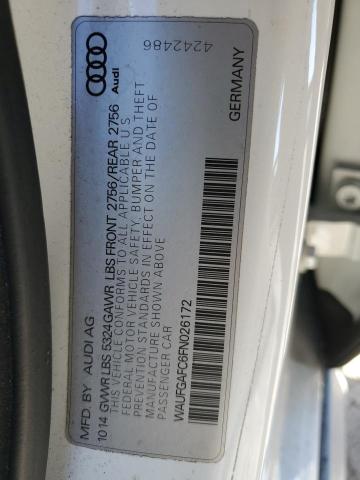 MFD. BY AUDI AG
10 14 GVWR LBS 5324 GAWR LBS FRONT 2756/REAR 2756
THIS VEHICLE CONFORMS TO ALL APPLICABLE U S
FEDERAL MOTOR VEHICLE SAFETY, BUMPER AND THEFT
PREVENTION STANDARDS IN EFFECT ON THE DATE OF
MANUFACTURE SHOWN ABOVE
PASSENGER CAR
WAUFGAFC6FN026172
Audi
GERMANY
4242486